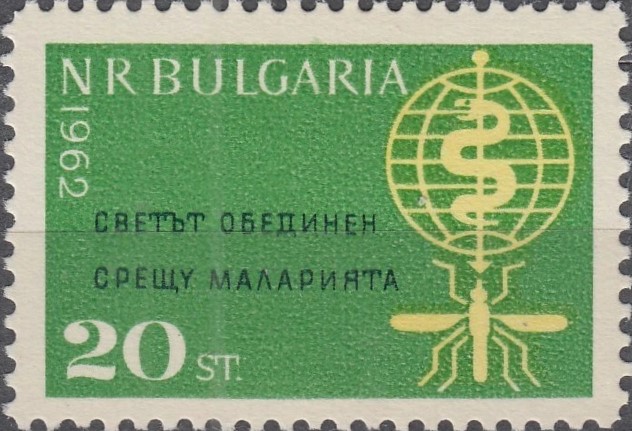 NR BULGARIA
1962
СВЕТЪТ ОБЕДИНЕН
СРЕЩУ МАЛАРИЯТА
20 ST.